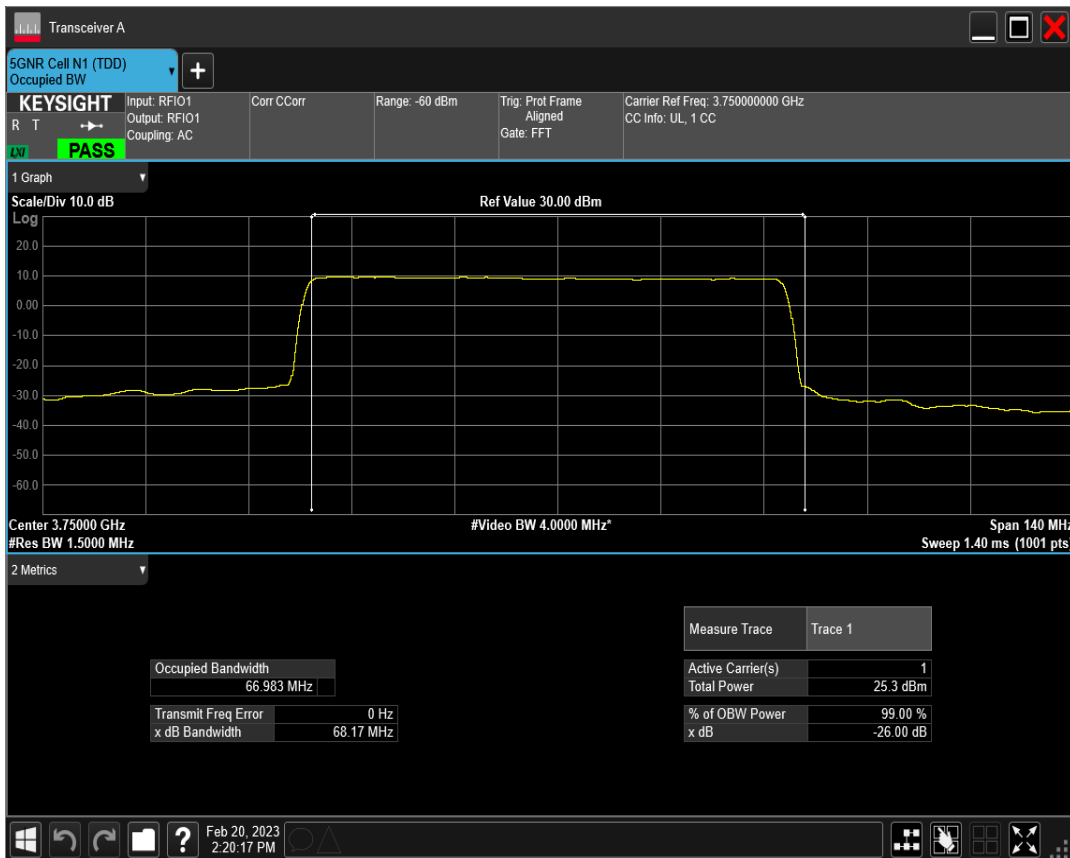 Transceiver A
5GNR Cell N1 (TDD)
Occupied BW
+
KEYSIGHT
R T
LXI
PASS
Input: RFIO1
Output: RFIO1
Coupling: AC
Corr CCorr
Range: -60 dBm
Trig: Prot Frame
Aligned
Gate: FFT
Carrier Ref Freq: 3.750000000 GHz
CC Info: UL, 1 CC
1 Graph
Scale/Div 10.0 dB
Ref Value 30.00 dBm
Log
20.0
10.0
0.00
-10.0
-20.0
-30.0
-40.0
-50.0
-60.0
Center 3.75000 GHz
#Video BW 4.0000 MHz*
Span 140 MHz
#Res BW 1.5000 MHz
Sweep 1.40 ms (1001 pts)
2 Metrics
Measure Trace Trace 1
Occupied Bandwidth
66.983 MHz
Active Carrier(s) 1
Total Power 25.3 dBm
Transmit Freq Error 0 Hz
x dB Bandwidth 68.17 MHz
% of OBW Power 99.00 %
x dB -26.00 dB
?
Feb 20, 2023
2:20:17 PM